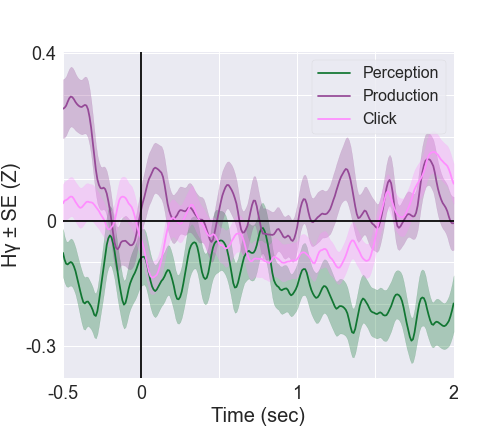 0.4
0
-0.3
Hγ ± SE (Z)
Perception
Production
Click
-0.5
0
1
2
Time (sec)